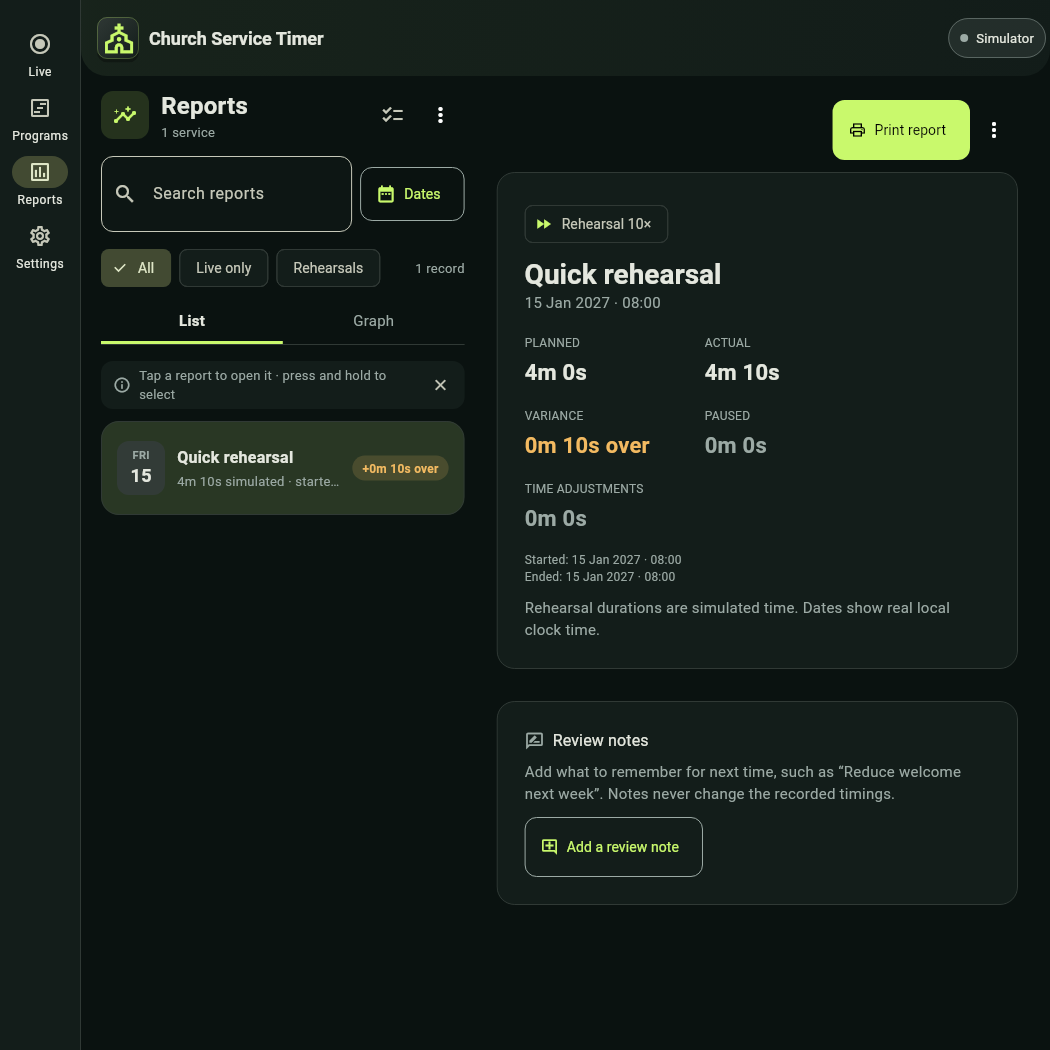 Live
Programs
Reports
Settings
Church Service Timer
Simulator
Reports
1 service
Search reports
Dates
All
Live only
Rehearsals
1 record
List
Graph
Tap a report to open it · press and hold to
select
FRI
15
Quick rehearsal
4m 10s simulated · starte…
+0m 10s over
Print report
Rehearsal 10×
Quick rehearsal
15 Jan 2027 · 08:00
PLANNED
4m 0s
ACTUAL
4m 10s
VARIANCE
0m 10s over
PAUSED
0m 0s
TIME ADJUSTMENTS
0m 0s
Started: 15 Jan 2027 · 08:00
Ended: 15 Jan 2027 · 08:00
Rehearsal durations are simulated time. Dates show real local
clock time.
Review notes
Add what to remember for next time, such as “Reduce welcome
next week”. Notes never change the recorded timings.
Add a review note